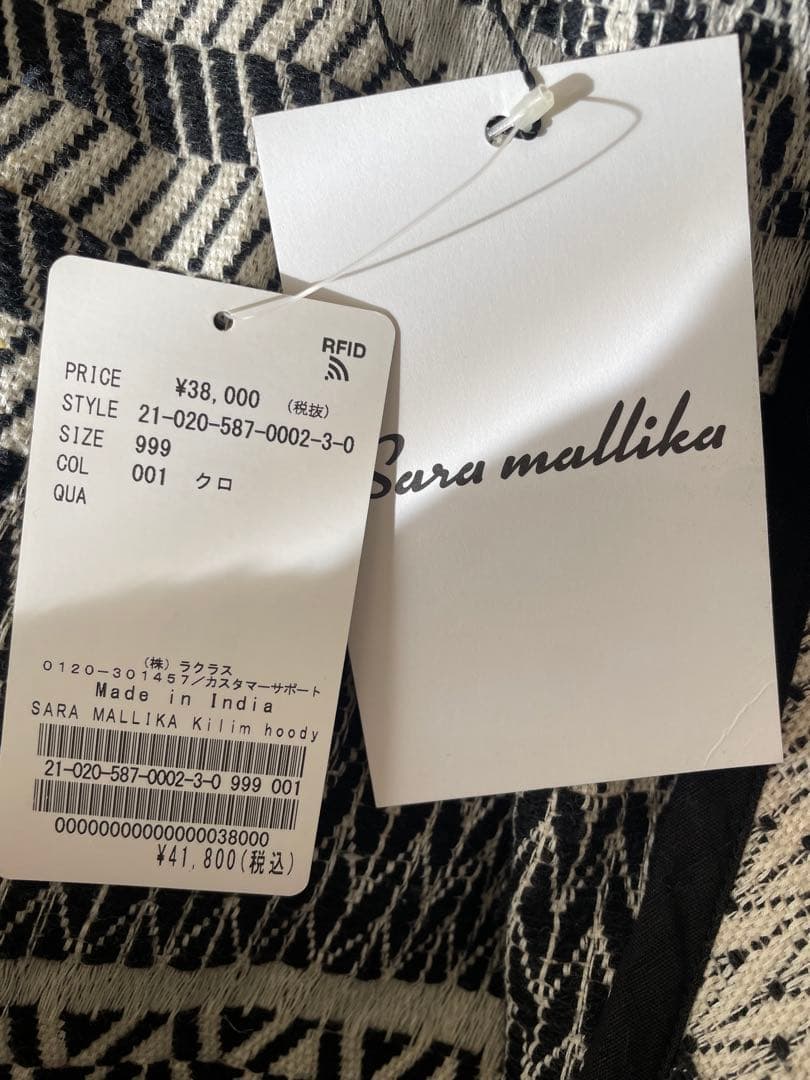 RFID
PRICE ¥38,000 (税抜)
STYLE 21-020-587-0002-3-0
SIZE 999
COL 001 クロ
QUA
(株)ラクラス
0120-301457/カスタマーサポート
Made in India
SARA MALLIKA Kilim hoody
21-020-587-0002-3-0 999 001
00000000000000038000
¥41,800(税込)
Sara mallika